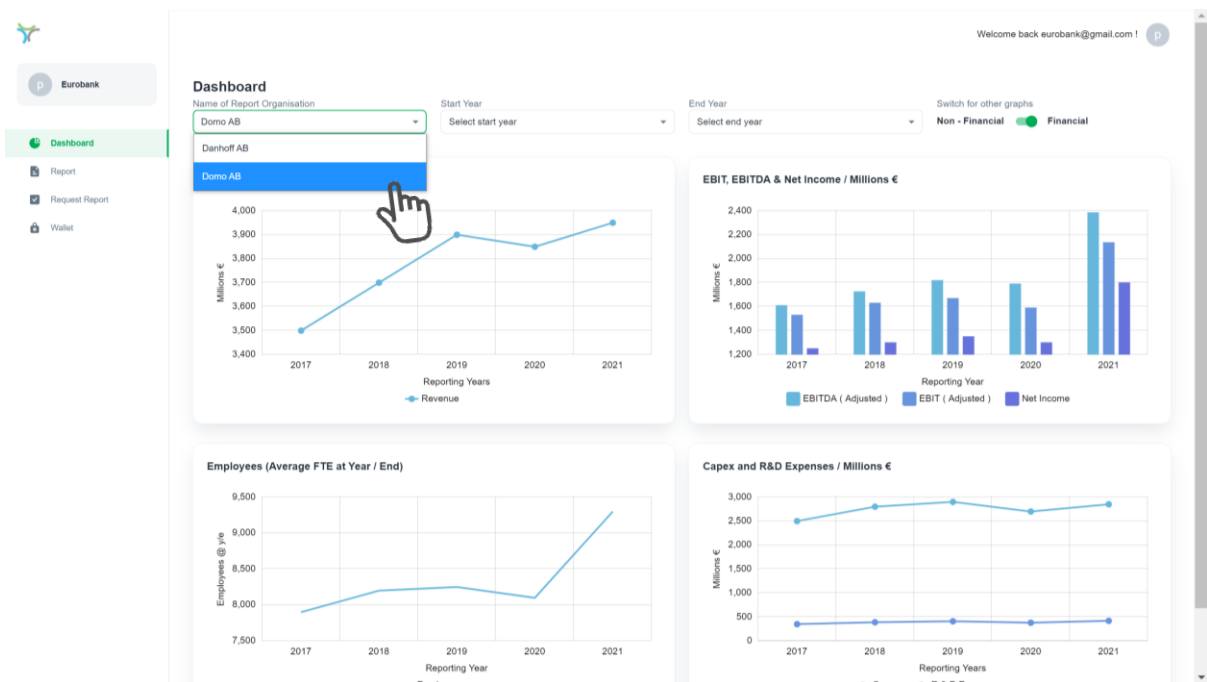 Welcome back eurobank@gmail.com !
p
p
Eurobank
Dashboard
Report
Request Report
Wallet
Dashboard
Name of Report Organisation
Start Year
End Year
Switch for other graphs
Domo AB
Select start year
Select end year
Non - Financial
Financial
Danhoff AB
Domo AB
4,000
3,900
3,800
3,700
3,600
3,500
3,400
Millions €
2017 2018 2019 2020 2021
Reporting Years
Revenue
EBIT, EBITDA & Net Income / Millions €
2,400
2,200
2,000
1,800
1,600
1,400
1,200
Millions €
2017 2018 2019 2020 2021
Reporting Year
EBITDA ( Adjusted ) EBIT ( Adjusted ) Net Income
Employees (Average FTE at Year / End)
9,500
9,000
8,500
8,000
7,500
Employees @ y/e
2017 2018 2019 2020 2021
Reporting Year
Capex and R&D Expenses / Millions €
3,000
2,500
2,000
1,500
1,000
500
0
Millions €
2017 2018 2019 2020 2021
Reporting Years